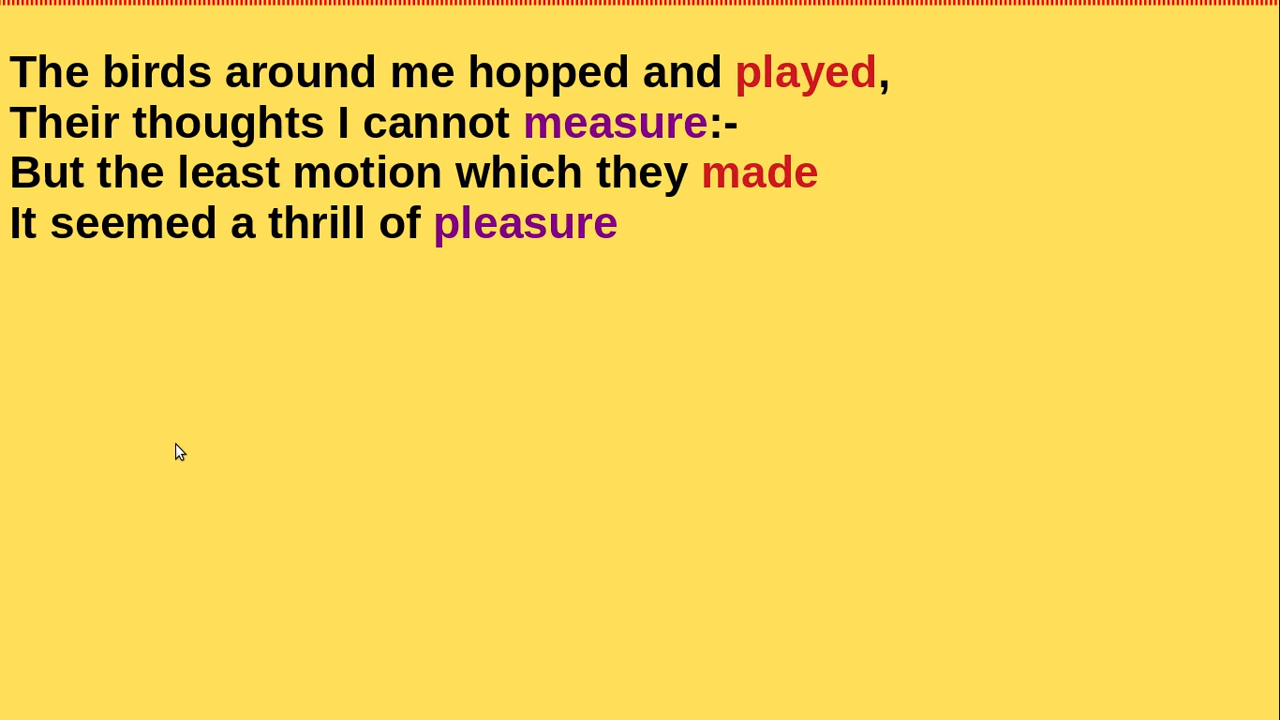 The birds around me hopped and played,
Their thoughts I cannot measure:-
But the least motion which they made
It seemed a thrill of pleasure